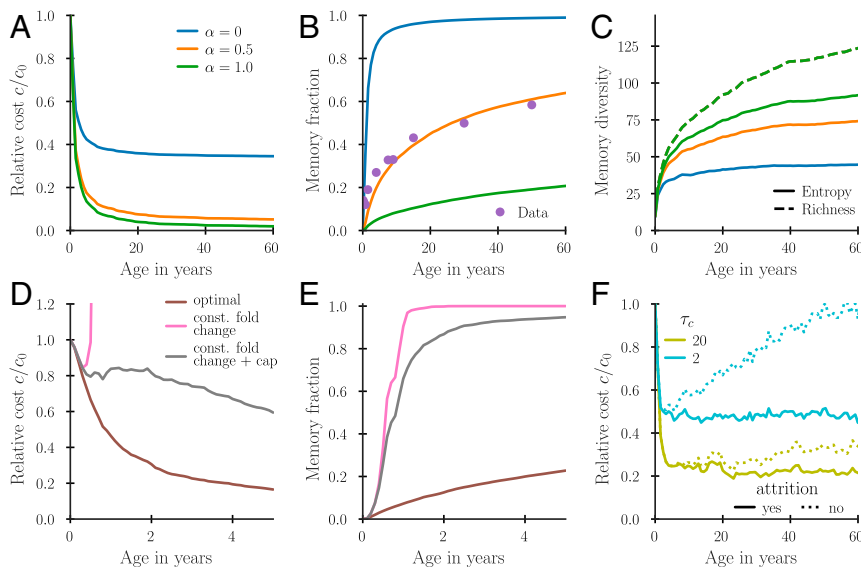 A
B
C
Relative cost c/c₀
1.0
0.8
0.6
0.4
0.2
0.0
0
20
40
60
Age in years
α = 0
α = 0.5
α = 1.0
Memory fraction
1.0
0.8
0.6
0.4
0.2
0.0
0
20
40
60
Age in years
Data
Memory diversity
125
100
75
50
25
0
0
20
40
60
Age in years
Entropy
Richness
D
E
F
Relative cost c/c₀
1.2
1.0
0.8
0.6
0.4
0.2
0.0
0
2
4
Age in years
optimal
const. fold
change
const. fold
change + cap
Memory fraction
1.0
0.8
0.6
0.4
0.2
0.0
0
2
4
Age in years
Relative cost c/c₀
1.0
0.8
0.6
0.4
0.2
0.0
0
20
40
60
Age in years
τc
20
2
attrition
yes
no